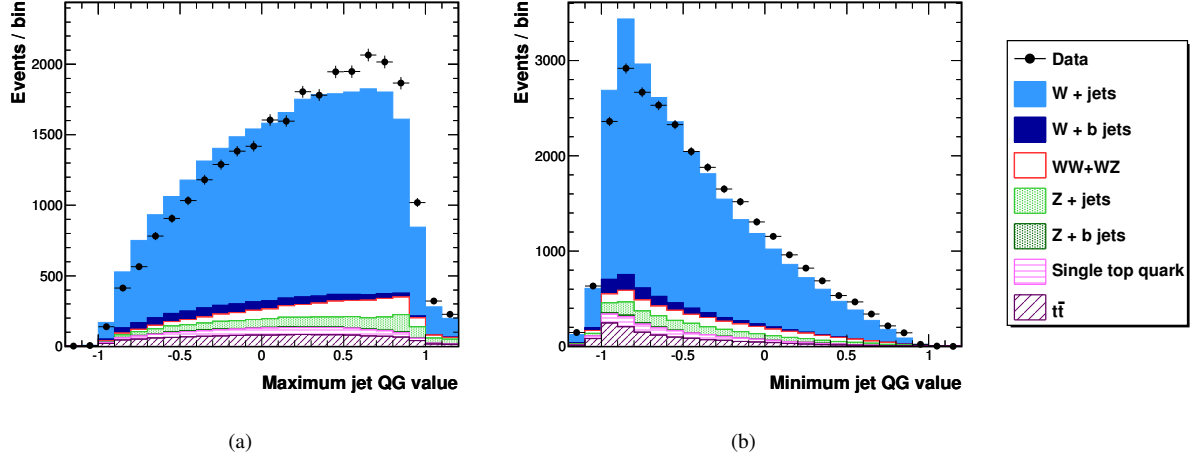 Events / bin
2000
1500
1000
500
0
-1
-0.5
0
0.5
1
Maximum jet QG value
(a)
Events / bin
3000
2000
1000
0
-1
-0.5
0
0.5
1
Minimum jet QG value
(b)
Data
W + jets
W + b jets
WW+WZ
Z + jets
Z + b jets
Single top quark
tt̄